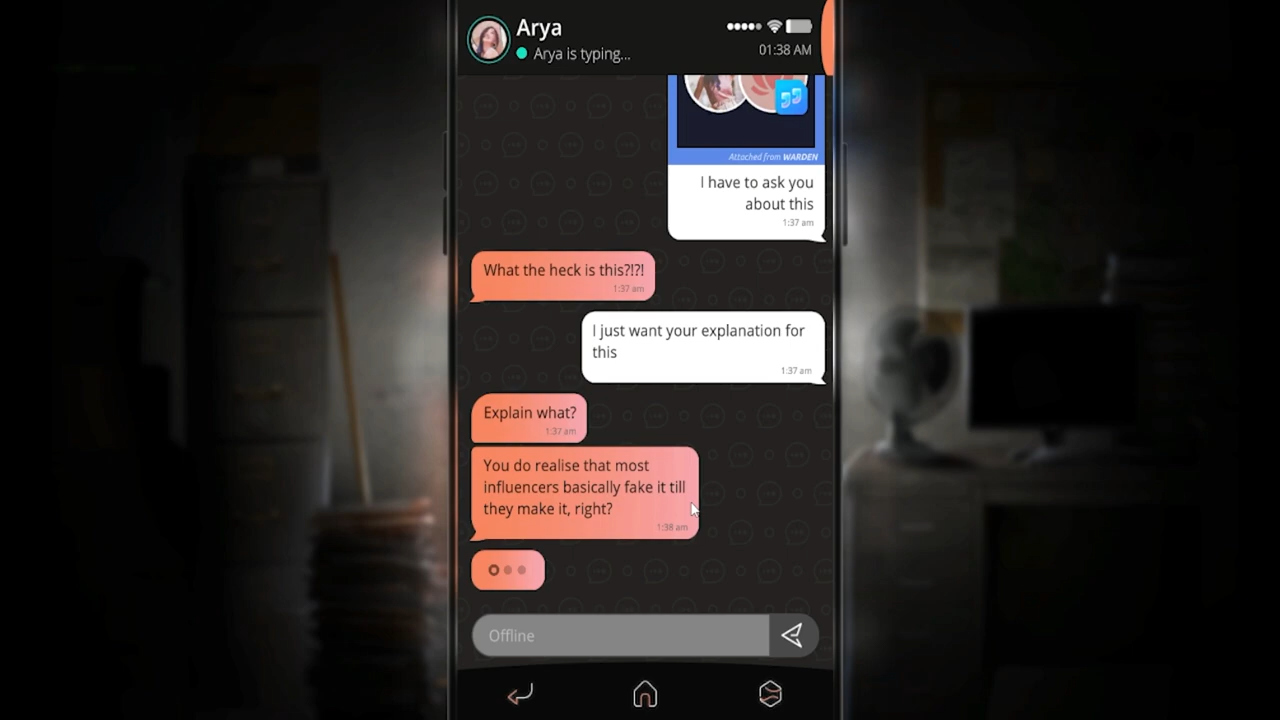 Arya
Arya is typing...
01:38 AM
Attached from WARDEN
I have to ask you
about this
1:37 am
What the heck is this?!?!
1:37 am
I just want your explanation for
this
1:37 am
Explain what?
1:37 am
You do realise that most
influencers basically fake it till
they make it, right?
1:38 am
Offline